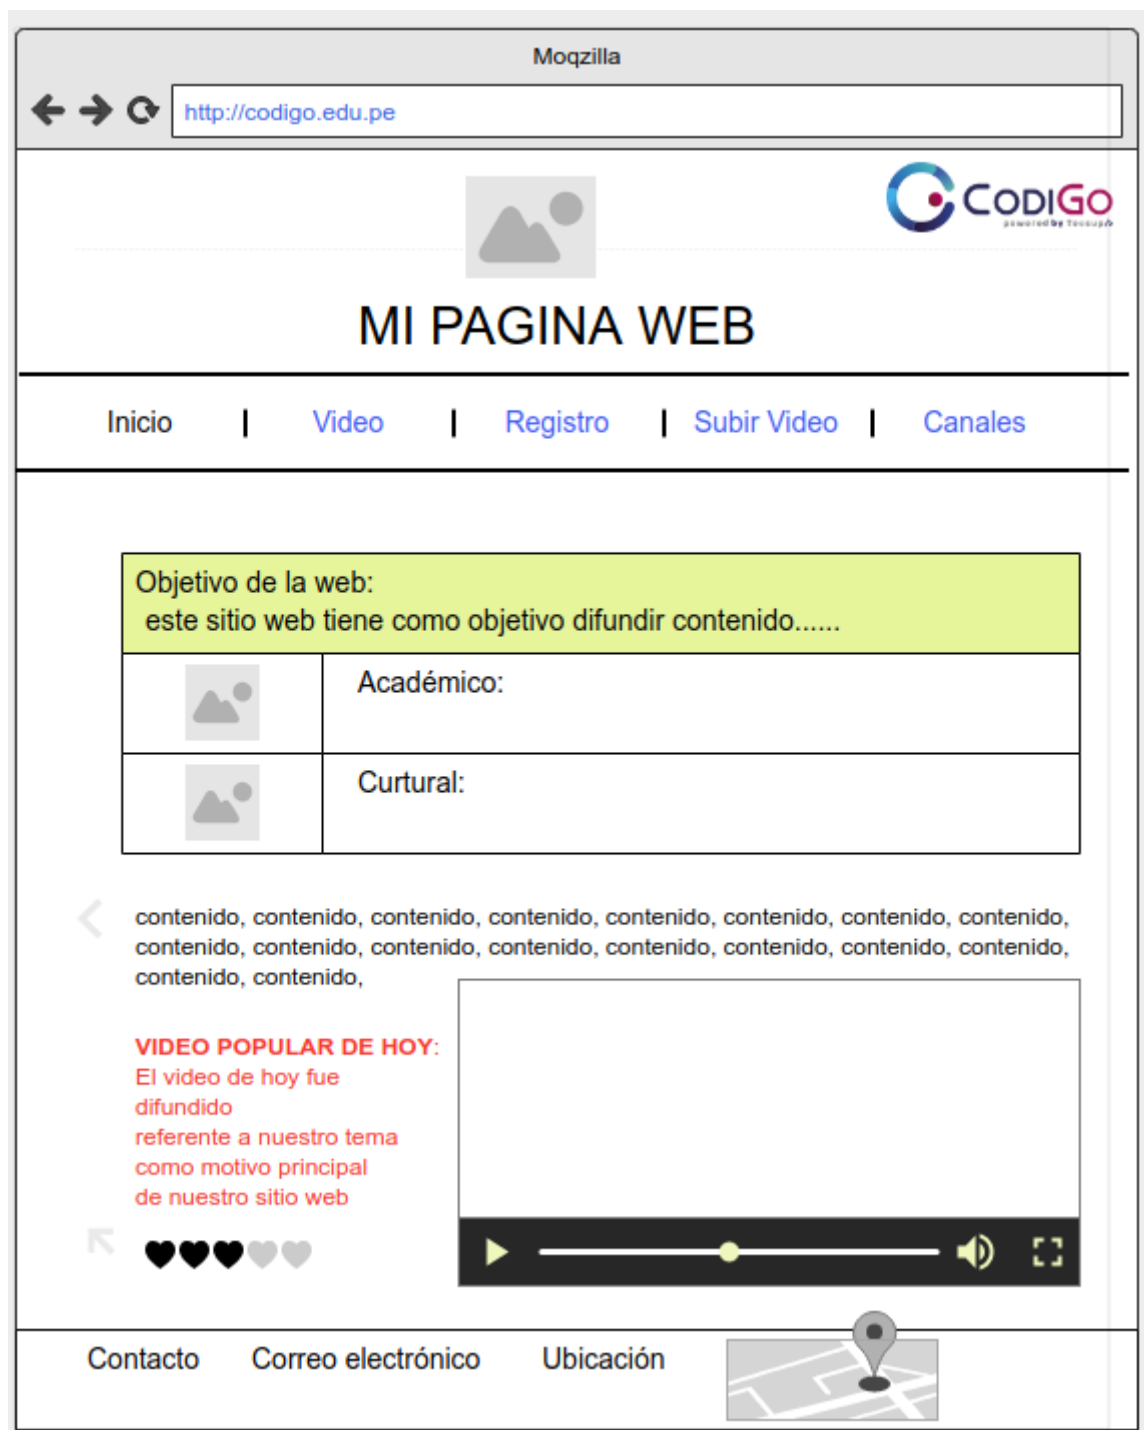 Moqzilla
http://codigo.edu.pe
CODIGO
powered by Tecsup
MI PAGINA WEB
Inicio | Video | Registro | Subir Video | Canales
Objetivo de la web:
este sitio web tiene como objetivo difundir contenido......
Académico:
Curtural:
contenido, contenido, contenido, contenido, contenido, contenido, contenido, contenido,
contenido, contenido, contenido, contenido, contenido, contenido, contenido, contenido,
contenido, contenido,
VIDEO POPULAR DE HOY:
El video de hoy fue
difundido
referente a nuestro tema
como motivo principal
de nuestro sitio web
Contacto Correo electrónico Ubicación